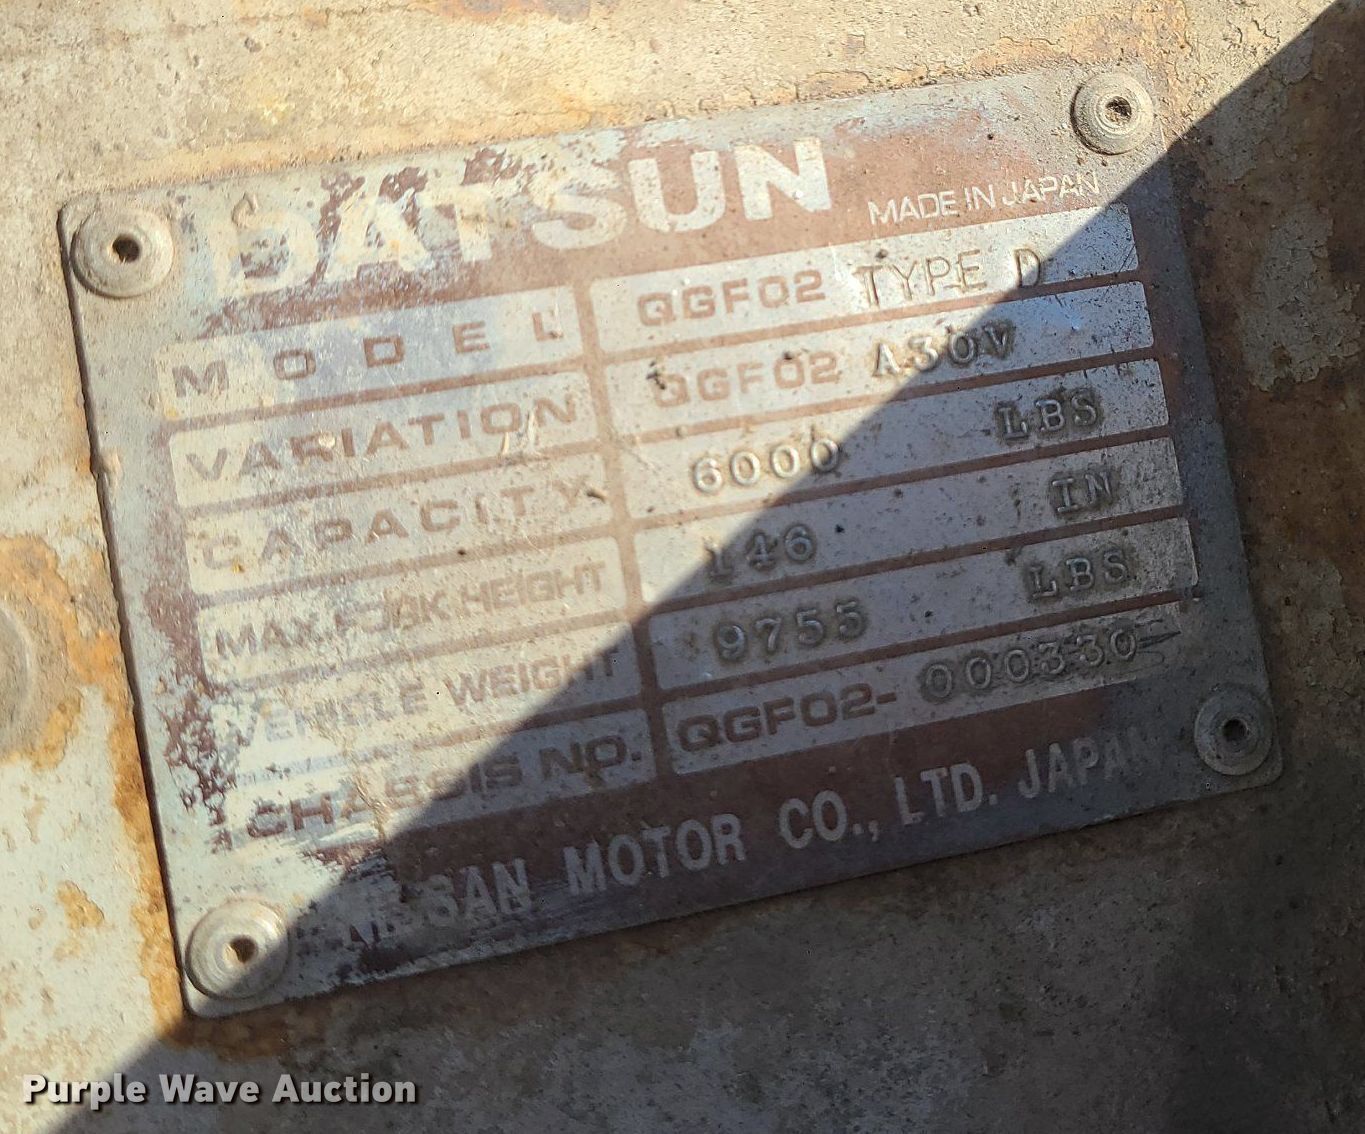 DATSUN MADE IN JAPAN
MODEL QGF02 TYPE D
VARIATION QGF02 A30V
CAPACITY 6000 LBS
MAX.FORK HEIGHT 146 IN
VEHICLE WEIGHT 9755 LBS
CHASSIS NO. QGF02-000330
NISSAN MOTOR CO., LTD. JAPAN
Purple Wave Auction